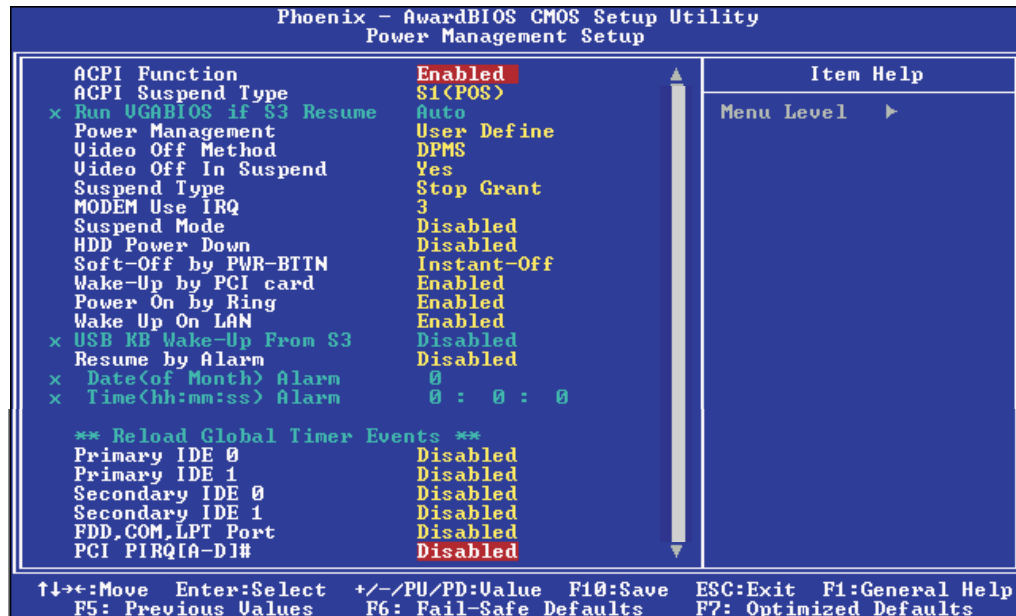 Phoenix - AwardBIOS CMOS Setup Utility
Power Management Setup
ACPI Function Enabled
ACPI Suspend Type S1(POS)
x Run VGABIOS if S3 Resume Auto
Power Management User Define
Video Off Method DPMS
Video Off In Suspend Yes
Suspend Type Stop Grant
MODEM Use IRQ 3
Suspend Mode Disabled
HDD Power Down Disabled
Soft-Off by PWR-BTTN Instant-Off
Wake-Up by PCI card Enabled
Power On by Ring Enabled
Wake Up On LAN Enabled
x USB KB Wake-Up From S3 Disabled
Resume by Alarm Disabled
x Date(of Month) Alarm 0
x Time(hh:mm:ss) Alarm 0 : 0 : 0
** Reload Global Timer Events **
Primary IDE 0 Disabled
Primary IDE 1 Disabled
Secondary IDE 0 Disabled
Secondary IDE 1 Disabled
FDD,COM,LPT Port Disabled
PCI PIRQ[A-D]# Disabled
Item Help
Menu Level ►
↑↓→←:Move Enter:Select +/-/PU/PD:Value F10:Save ESC:Exit F1:General Help
F5: Previous Values F6: Fail-Safe Defaults F7: Optimized Defaults